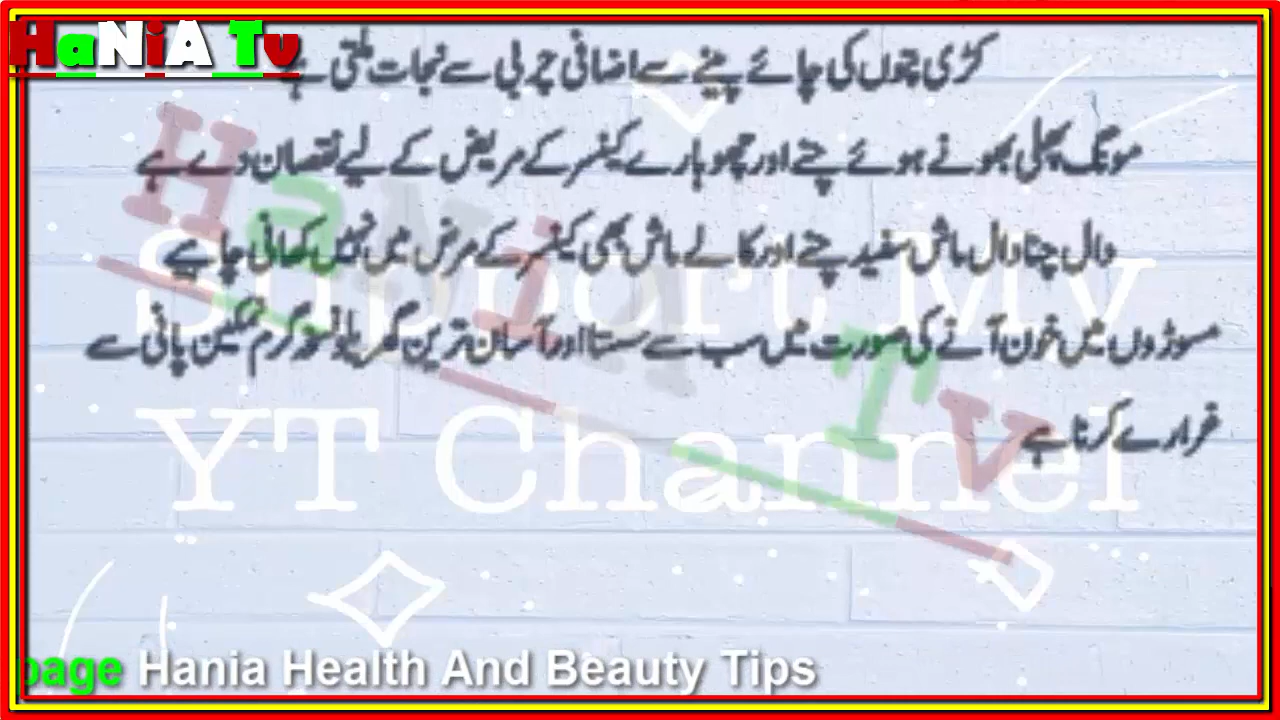 HaNiA Tv
کڑی پتوں کی چائے پینے سے اضافی چربی سے نجات ملتی ہے
مونگ پھلی بھونے ہوئے چنے اور چھوہارے کینسر کے مریض کے لیے نقصان دے ہے
دال چنا دال ماش سفید چنے اور کالے ماش بھی کینسر کے مرض میں نہیں کھانی چاہیے
مسوڑوں میں خون آنے کی صورت میں سب سے سستا اور آسان ترین گھریلو نسخہ گرم نمکین پانی سے
غرارے کرنا ہے
HaNiA Tv
Support My
YT Channel
page Hania Health And Beauty Tips